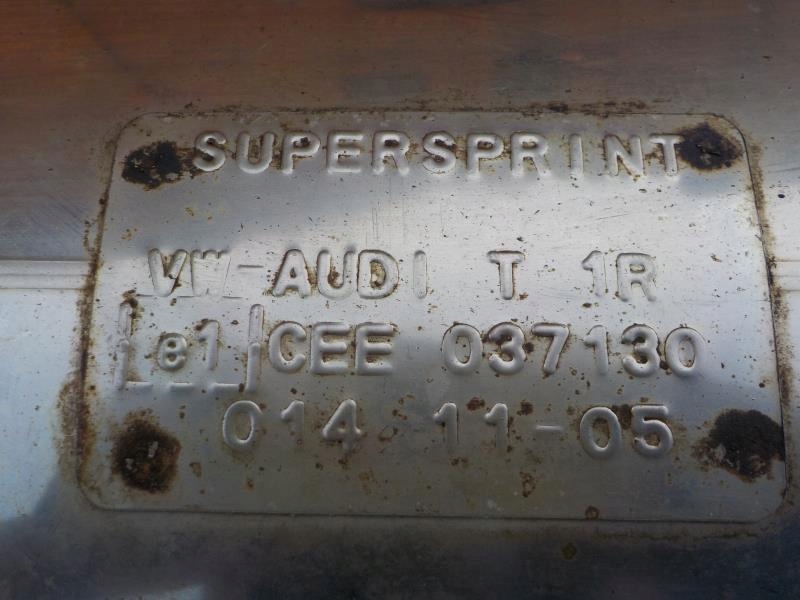 SUPERSPRINT
VW-AUDI T 1R
e1 CEE 037130
014 11-05